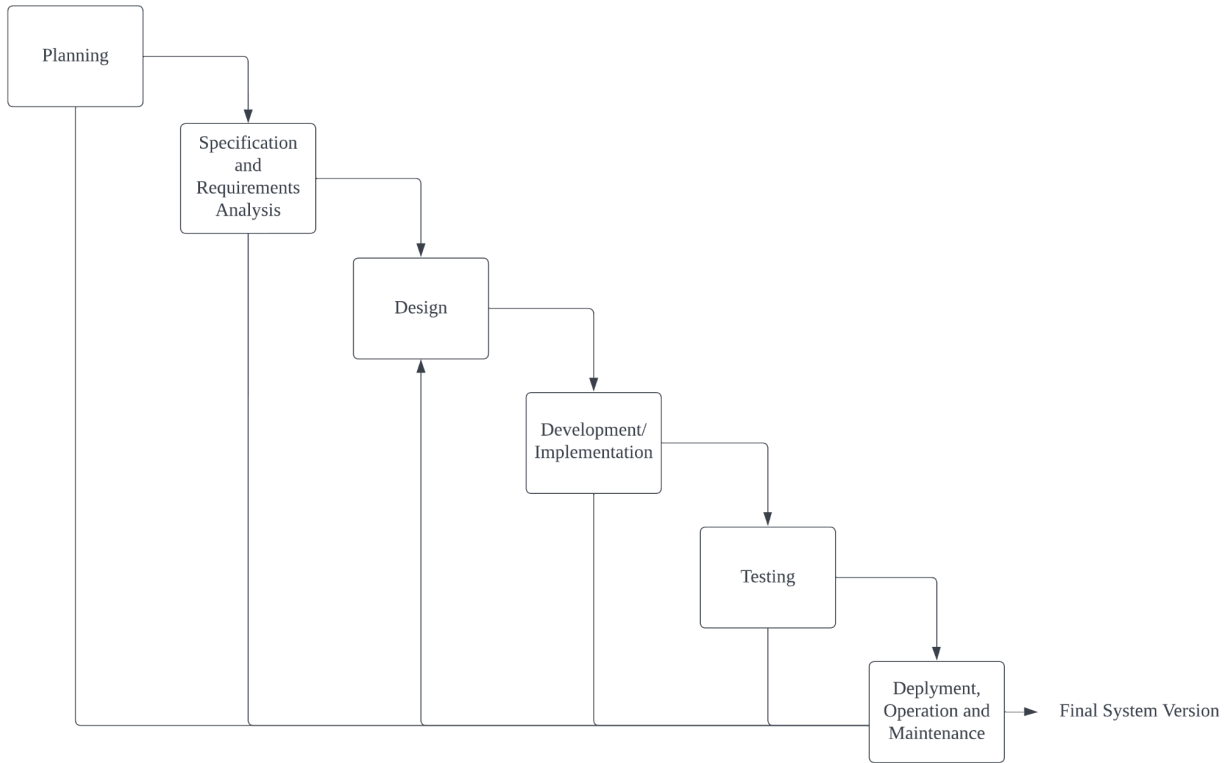 Planning
Specification
and
Requirements
Analysis
Design
Development/
Implementation
Testing
Deplyment,
Operation and
Maintenance
Final System Version